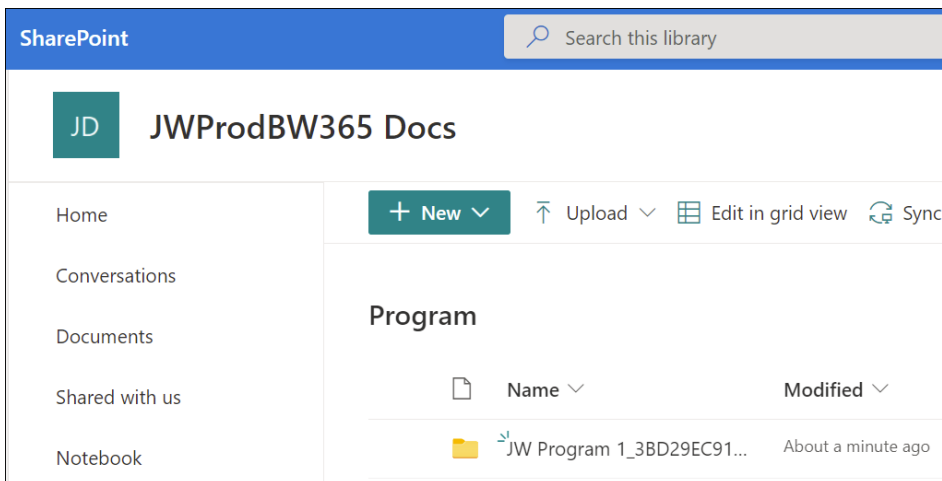 SharePoint
Search this library
JD
JWProdBW365 Docs
Home
Conversations
Documents
Shared with us
Notebook
New
Upload
Edit in grid view
Sync
Program
Name
Modified
JW Program 1_3BD29EC91...
About a minute ago